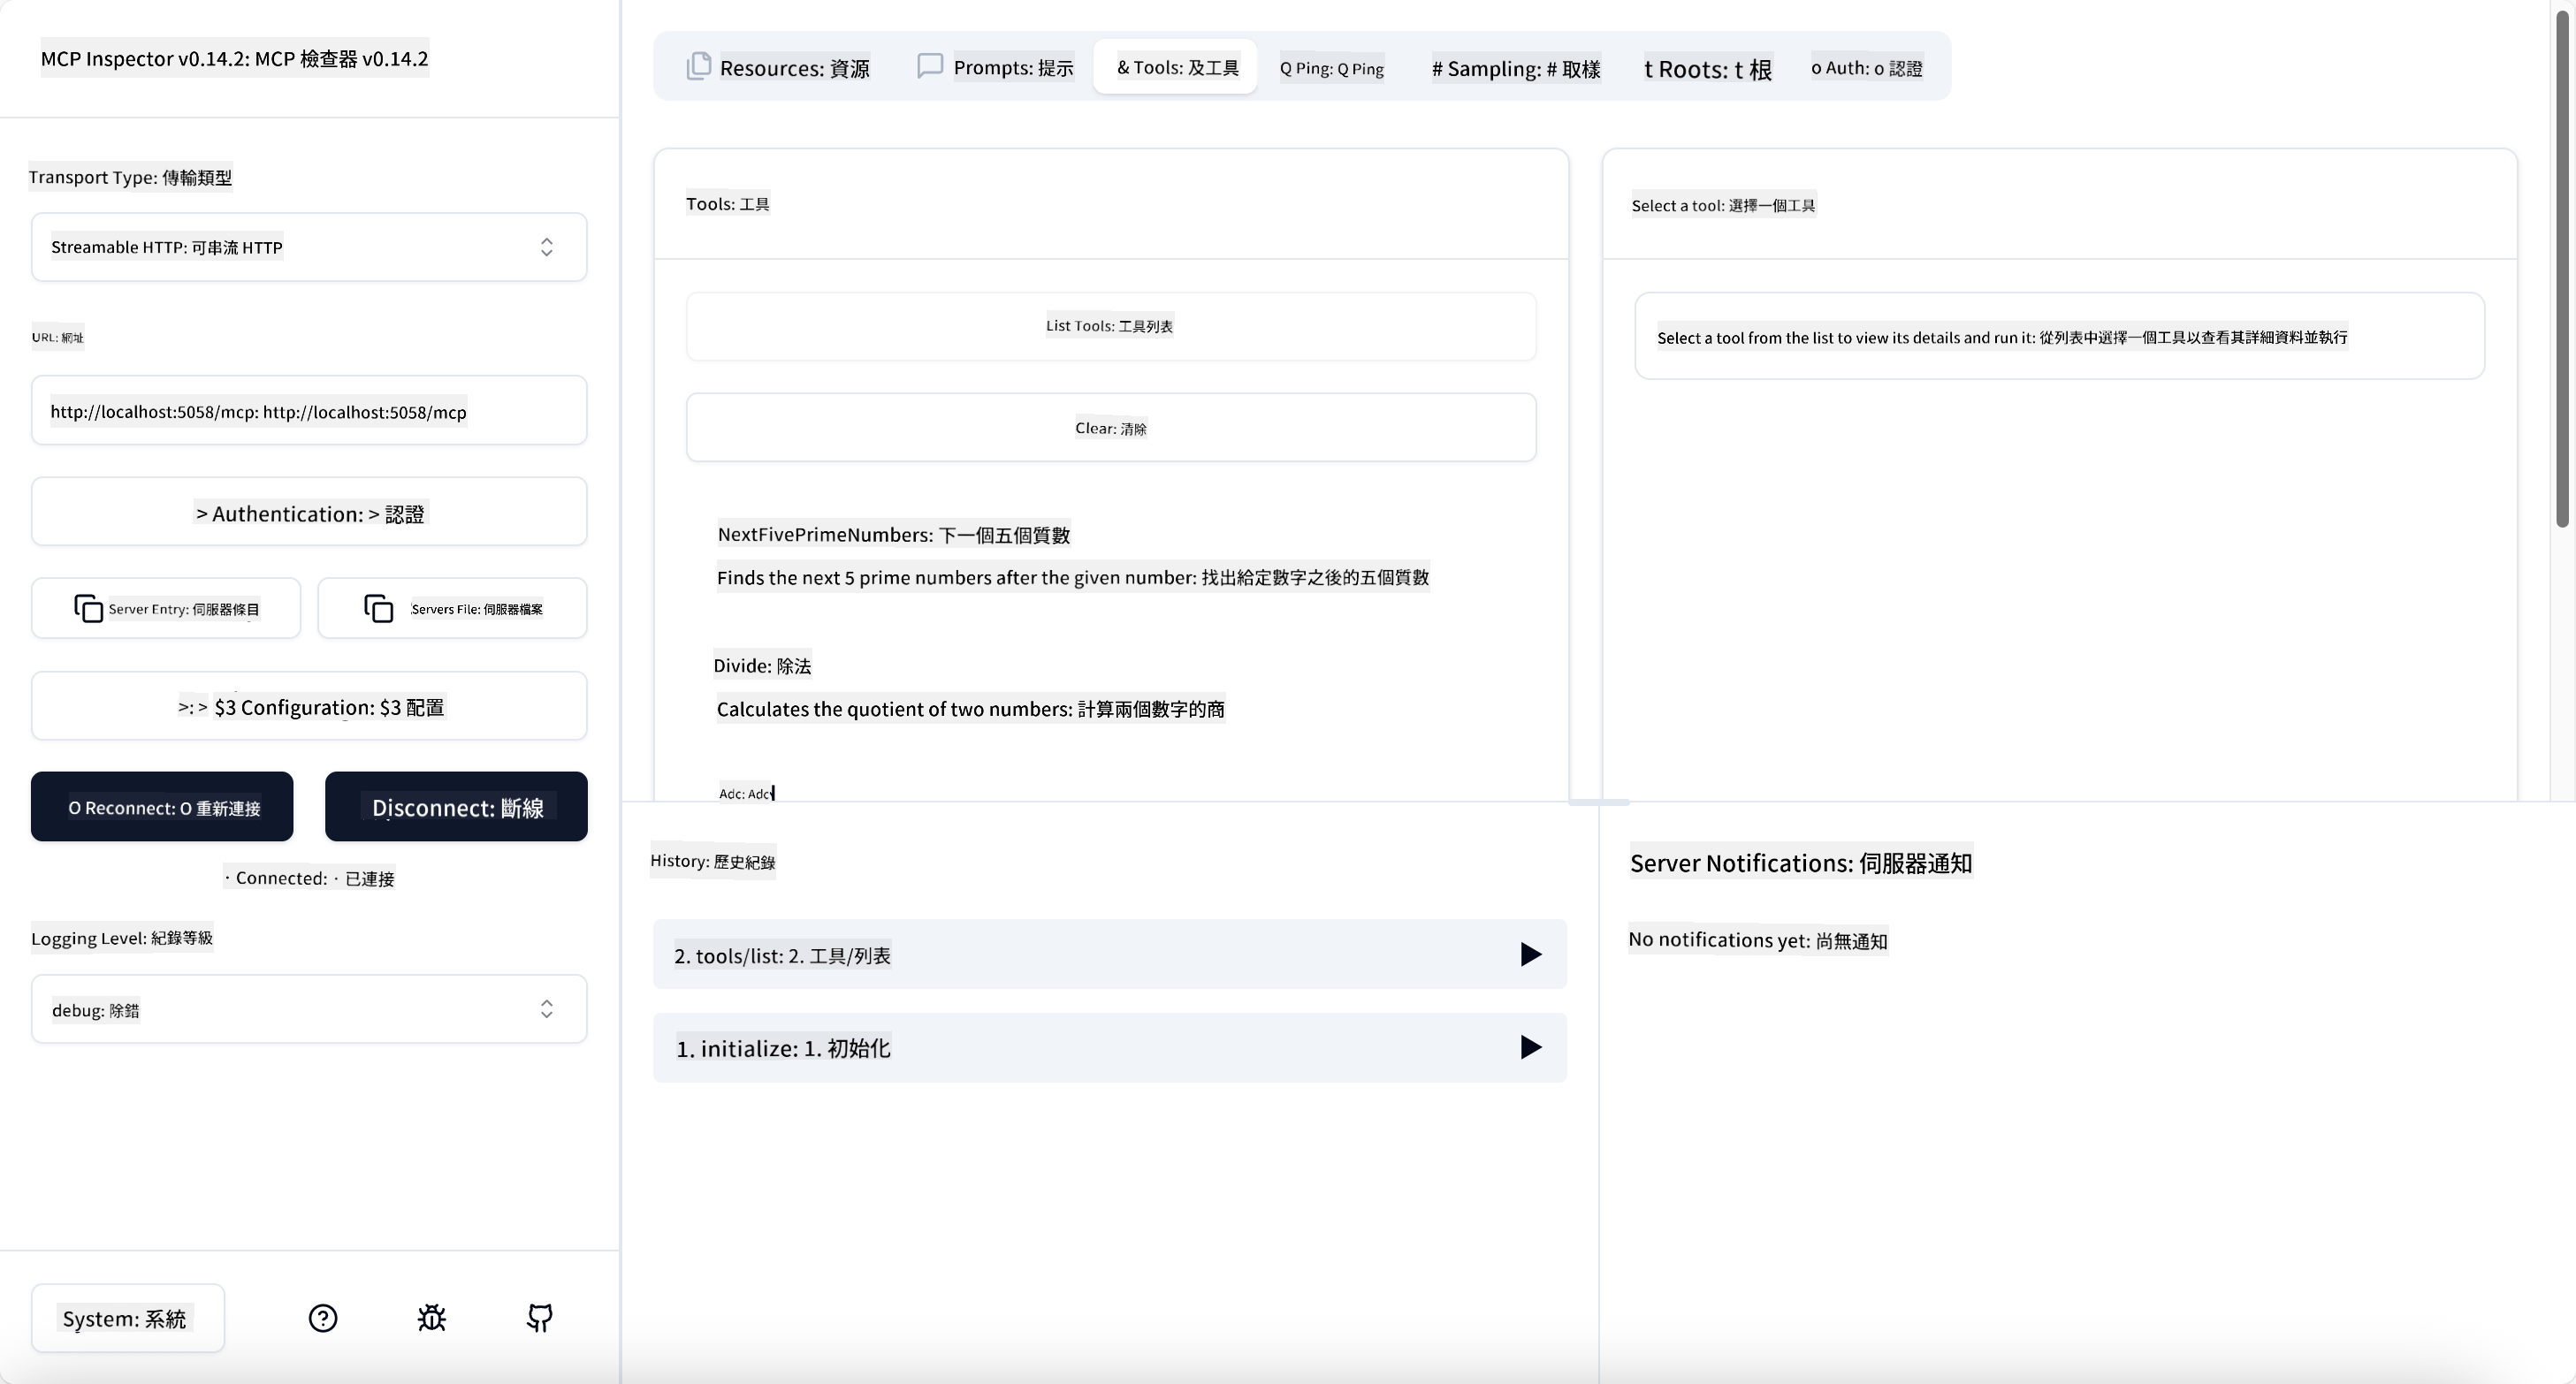 MCP Inspector v0.14.2: MCP 檢查器 v0.14.2
Transport Type: 傳輸類型
Streamable HTTP: 可串流 HTTP
URL: 網址
http://localhost:5058/mcp: http://localhost:5058/mcp
> Authentication: > 認證
Server Entry: 伺服器條目
Servers File: 伺服器檔案
>: > $3 Configuration: $3 配置
O Reconnect: O 重新連接
Disconnect: 斷線
· Connected: · 已連接
Logging Level: 紀錄等級
debug: 除錯
System: 系統
Resources: 資源
Prompts: 提示
& Tools: 及工具
Q Ping: Q Ping
# Sampling: # 取樣
t Roots: t 根
o Auth: o 認證
Tools: 工具
List Tools: 工具列表
Clear: 清除
NextFivePrimeNumbers: 下一個五個質數
Finds the next 5 prime numbers after the given number: 找出給定數字之後的五個質數
Divide: 除法
Calculates the quotient of two numbers: 計算兩個數字的商
Adc: Adc
Select a tool: 選擇一個工具
Select a tool from the list to view its details and run it: 從列表中選擇一個工具以查看其詳細資料並執行
History: 歷史紀錄
2. tools/list: 2. 工具/列表
1. initialize: 1. 初始化
Server Notifications: 伺服器通知
No notifications yet: 尚無通知